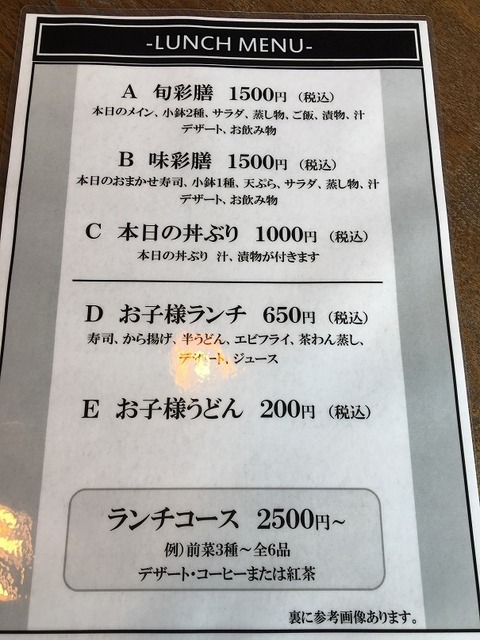 -LUNCH MENU-
A 旬彩膳 1500円 (税込)
本日のメイン、小鉢2種、サラダ、蒸し物、ご飯、漬物、汁
デザート、お飲み物
B 味彩膳 1500円 (税込)
本日のおまかせ寿司、小鉢1種、天ぷら、サラダ、蒸し物、汁
デザート、お飲み物
C 本日の丼ぶり 1000円 (税込)
本日の丼ぶり 汁、漬物が付きます
D お子様ランチ 650円 (税込)
寿司、から揚げ、半うどん、エビフライ、茶わん蒸し、
デザート、ジュース
E お子様うどん 200円 (税込)
ランチコース 2500円～
例）前菜3種～全6品
デザート・コーヒーまたは紅茶
裏に参考画像あります。